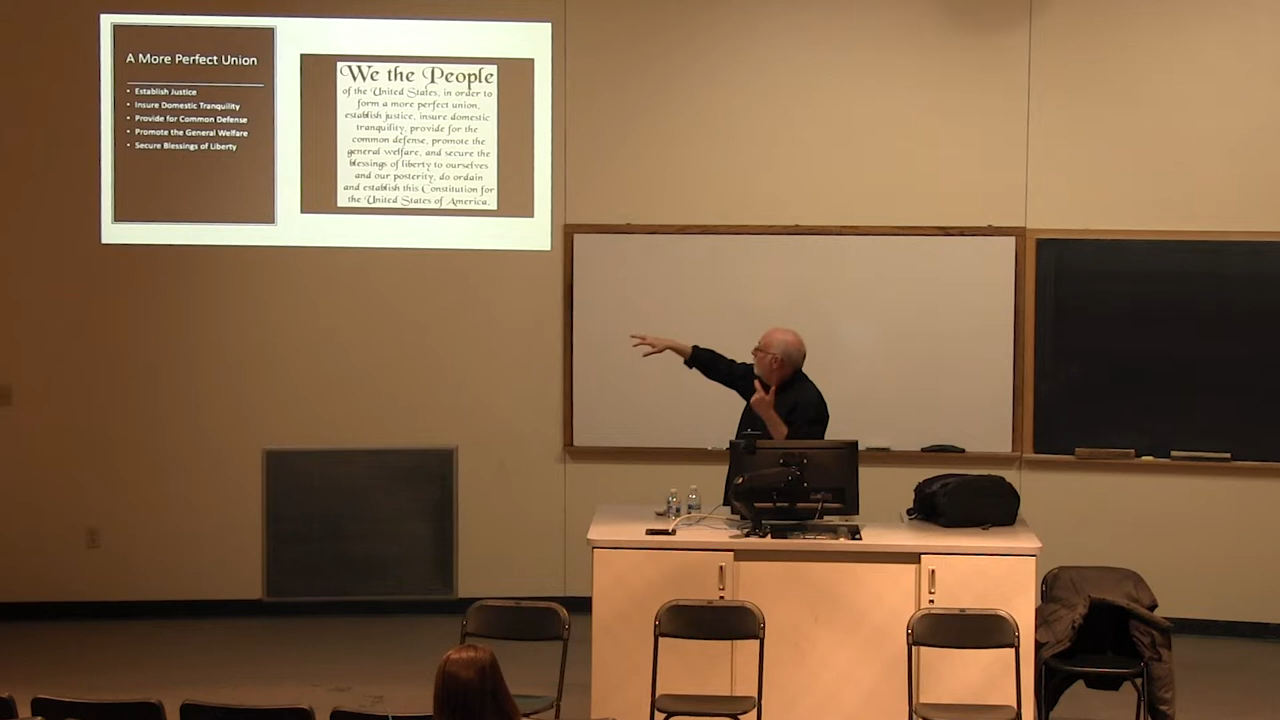 A More Perfect Union
• Establish Justice
• Insure Domestic Tranquility
• Provide for Common Defense
• Promote the General Welfare
• Secure Blessings of Liberty
We the People
of the United States, in order to
form a more perfect union,
establish justice, insure domestic
tranquility, provide for the
common defense, promote the
general welfare, and secure the
blessings of liberty to ourselves
and our posterity, do ordain
and establish this Constitution for
the United States of America.